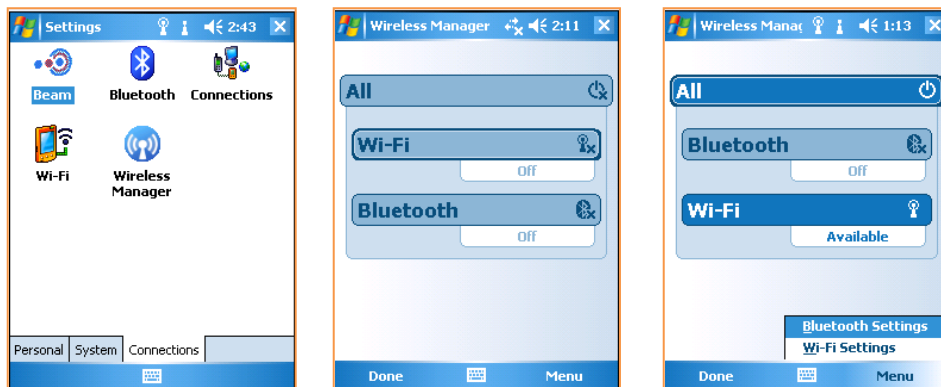 Settings 2:43
Beam Bluetooth Connections
Wi-Fi Wireless Manager
Personal System Connections
Wireless Manager 2:11
All
Wi-Fi
Off
Bluetooth
Off
Done Menu
Wireless Manag 1:13
All
Bluetooth
Off
Wi-Fi
Available
Bluetooth Settings
Wi-Fi Settings
Done Menu